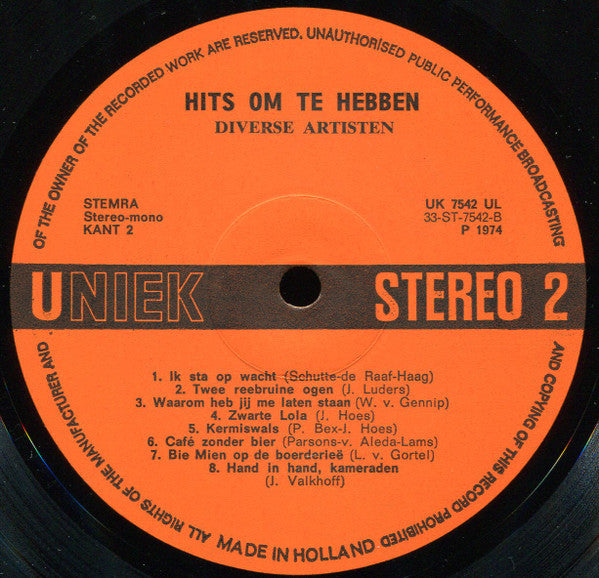 OF THE OWNER OF THE RECORDED WORK ARE RESERVED. UNAUTHORISED PUBLIC PERFORMANCE BROADCASTING
HITS OM TE HEBBEN
DIVERSE ARTISTEN
STEMRA
Stereo-mono
KANT 2
UK 7542 UL
33-ST-7542-B
P 1974
UNIEK
STEREO 2
1. Ik sta op wacht (Schutte-de Raaf-Haag)
2. Twee reebruine ogen (J. Luders)
3. Waarom heb jij me laten staan (W. v. Gennip)
4. Zwarte Lola (J. Hoes)
5. Kermiswals (P. Bex-J. Hoes)
6. Café zonder bier (Parsons-v. Aleda-Lams)
7. Bie Mien op de boerderieë (L. v. Gortel)
8. Hand in hand, kameraden
(J. Valkhoff)
ALL RIGHTS OF THE MANUFACTURER AND
AND COPYING OF THIS RECORD PROHIBITED
MADE IN HOLLAND